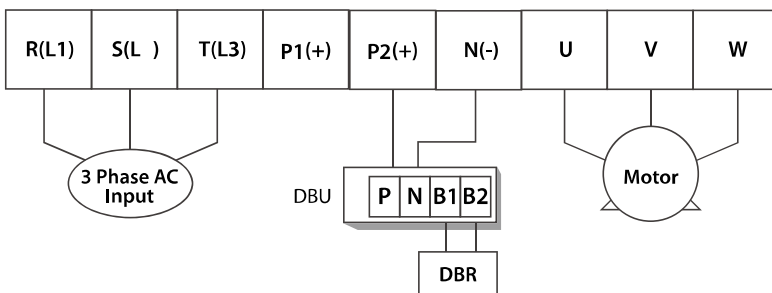 R(L1) S(L ) T(L3) P1(+) P2(+) N(-) U V W
3 Phase AC
Input
DBU
P N B1 B2
Motor
DBR